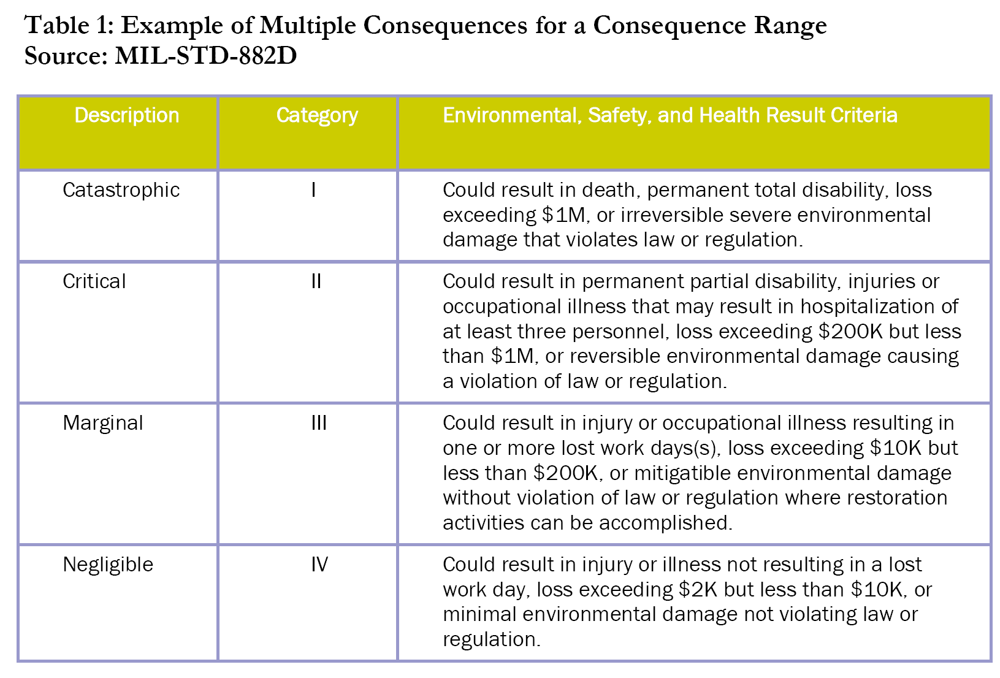 Table 1: Example of Multiple Consequences for a Consequence Range
Source: MIL-STD-882D
Description
Category
Environmental, Safety, and Health Result Criteria
Catastrophic
I
Could result in death, permanent total disability, loss
exceeding $1M, or irreversible severe environmental
damage that violates law or regulation.
Critical
II
Could result in permanent partial disability, injuries or
occupational illness that may result in hospitalization of
at least three personnel, loss exceeding $200K but less
than $1M, or reversible environmental damage causing
a violation of law or regulation.
Marginal
III
Could result in injury or occupational illness resulting in
one or more lost work days(s), loss exceeding $10K but
less than $200K, or mitigatible environmental damage
without violation of law or regulation where restoration
activities can be accomplished.
Negligible
IV
Could result in injury or illness not resulting in a lost
work day, loss exceeding $2K but less than $10K, or
minimal environmental damage not violating law or
regulation.